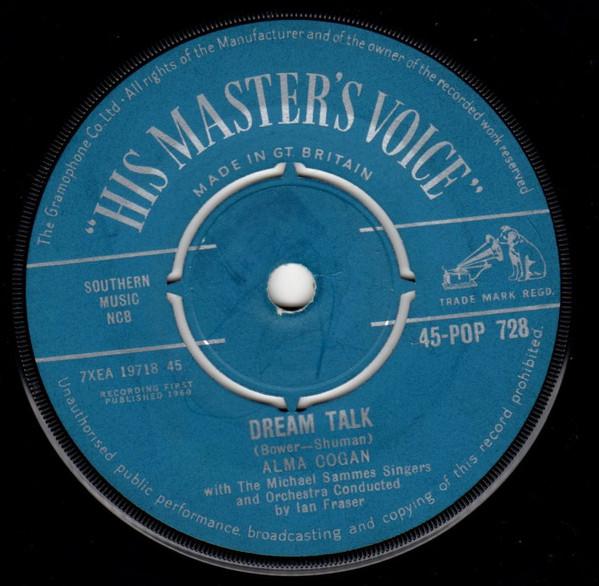 The Gramophone Co. Ltd · All rights of the Manufacturer and of the owner of the recorded work reserved
"HIS MASTER'S VOICE"
MADE IN GT. BRITAIN
SOUTHERN
MUSIC
NCB
TRADE MARK REGD.
45-POP 728
7XEA 19718 45
RECORDING FIRST
PUBLISHED 1960
DREAM TALK
(Bower—Shuman)
ALMA COGAN
with The Michael Sammes Singers
and Orchestra Conducted
by Ian Fraser
Unauthorised public performance, broadcasting and copying of this record prohibited.